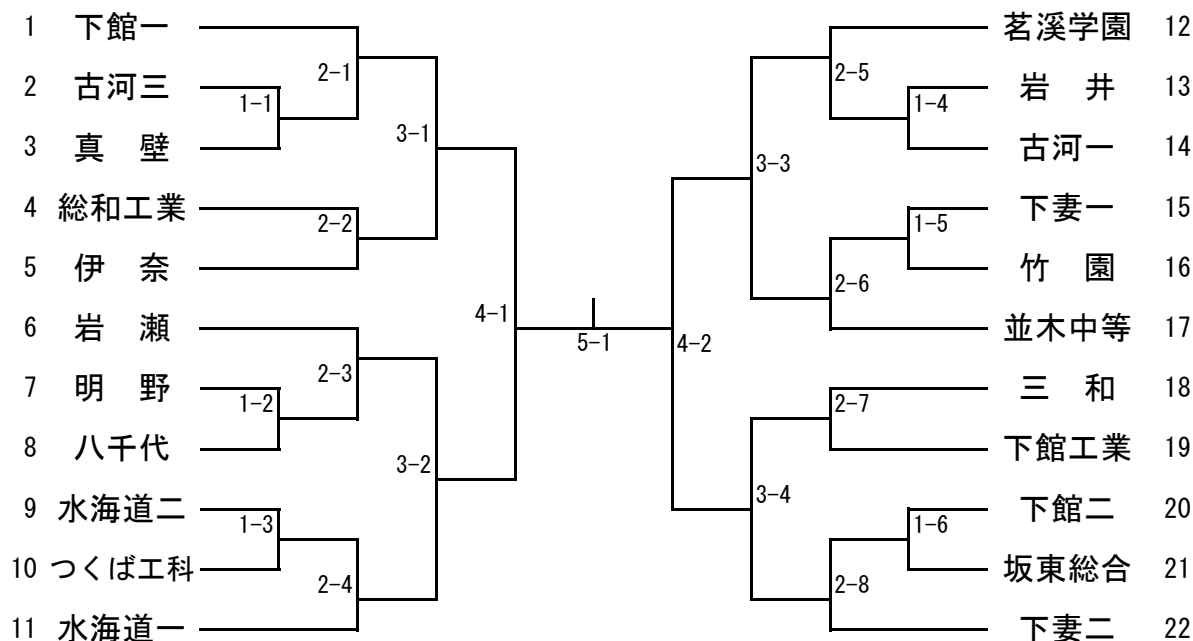 1 下館一
2 古河三
3 真 壁
4 総和工業
5 伊 奈
6 岩 瀬
7 明 野
8 八千代
9 水海道二
10 つくば工科
11 水海道一
1-1
1-2
1-3
2-1
2-2
2-3
2-4
3-1
3-2
4-1
5-1
4-2
3-3
3-4
2-5
2-6
2-7
2-8
1-4
1-5
1-6
茗溪学園 12
岩 井 13
古河一 14
下妻一 15
竹 園 16
並木中等 17
三 和 18
下館工業 19
下館二 20
坂東総合 21
下妻二 22